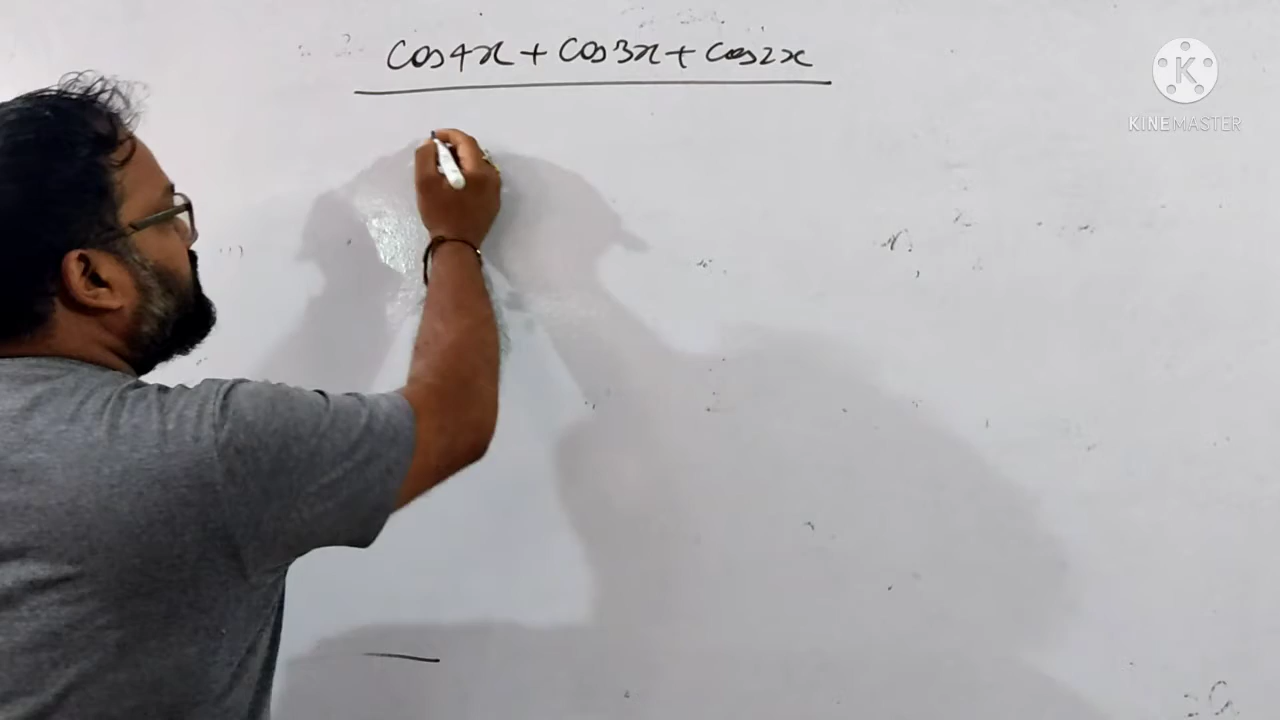 cos4x + cos3x + cos2x
K
KINEMASTER